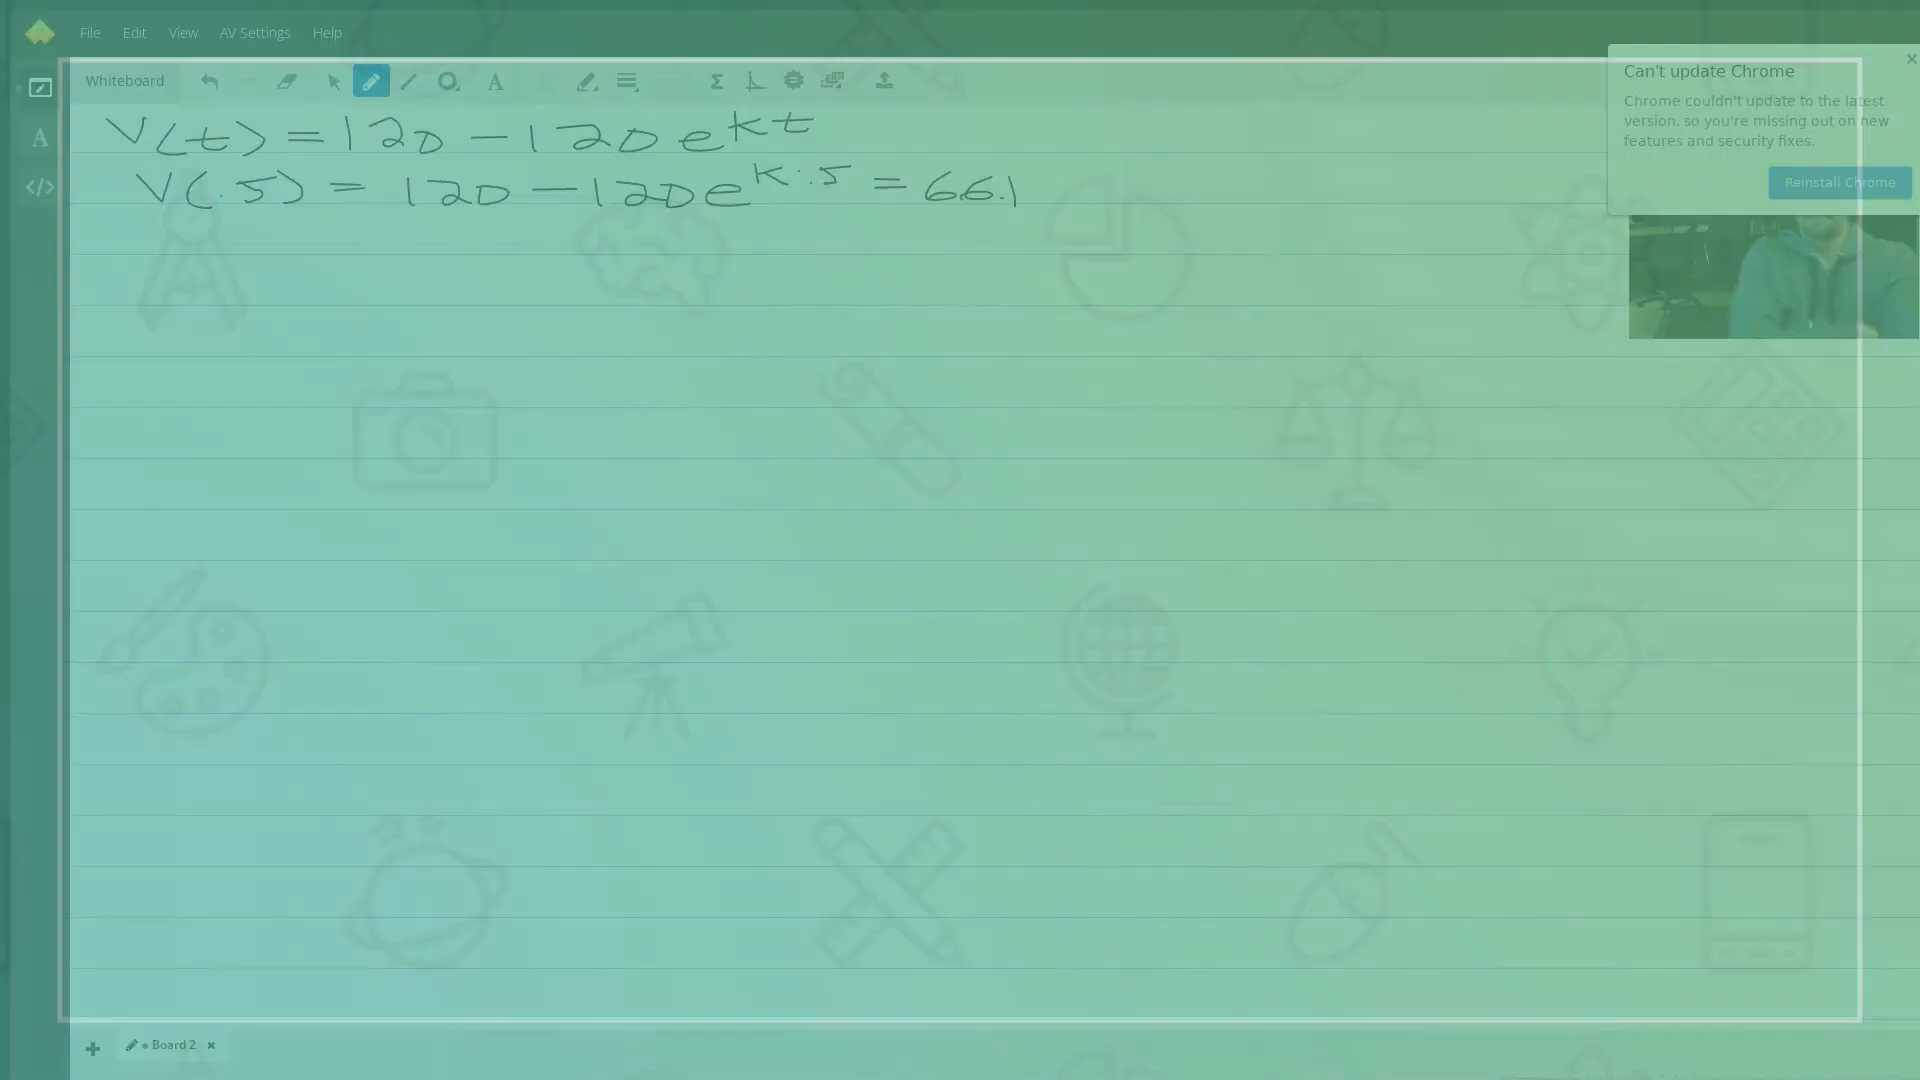 File Edit View AV Settings Help
Whiteboard
A
Σ
Can't update Chrome
Chrome couldn't update to the latest
version, so you're missing out on new
features and security fixes.
Reinstall Chrome
A
</>
V(t) = 120 - 120 e^kt
V(.5) = 120 - 120e^k·.5 = 66.1
Board 2